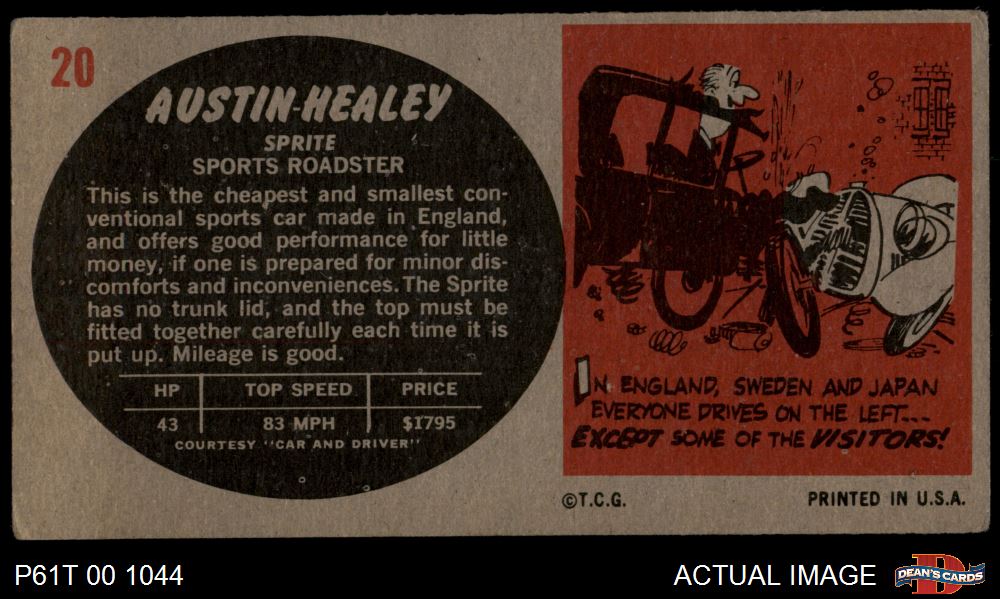 20
AUSTIN-HEALEY
SPRITE
SPORTS ROADSTER
This is the cheapest and smallest con-
ventional sports car made in England,
and offers good performance for little
money, if one is prepared for minor dis-
comforts and inconveniences. The Sprite
has no trunk lid, and the top must be
fitted together carefully each time it is
put up. Mileage is good.
HP TOP SPEED PRICE
43 83 MPH $1795
COURTESY "CAR AND DRIVER"
IN ENGLAND, SWEDEN AND JAPAN
EVERYONE DRIVES ON THE LEFT...
EXCEPT SOME OF THE VISITORS!
©T.C.G. PRINTED IN U.S.A.
P61T 00 1044 ACTUAL IMAGE D DEAN'S CARDS